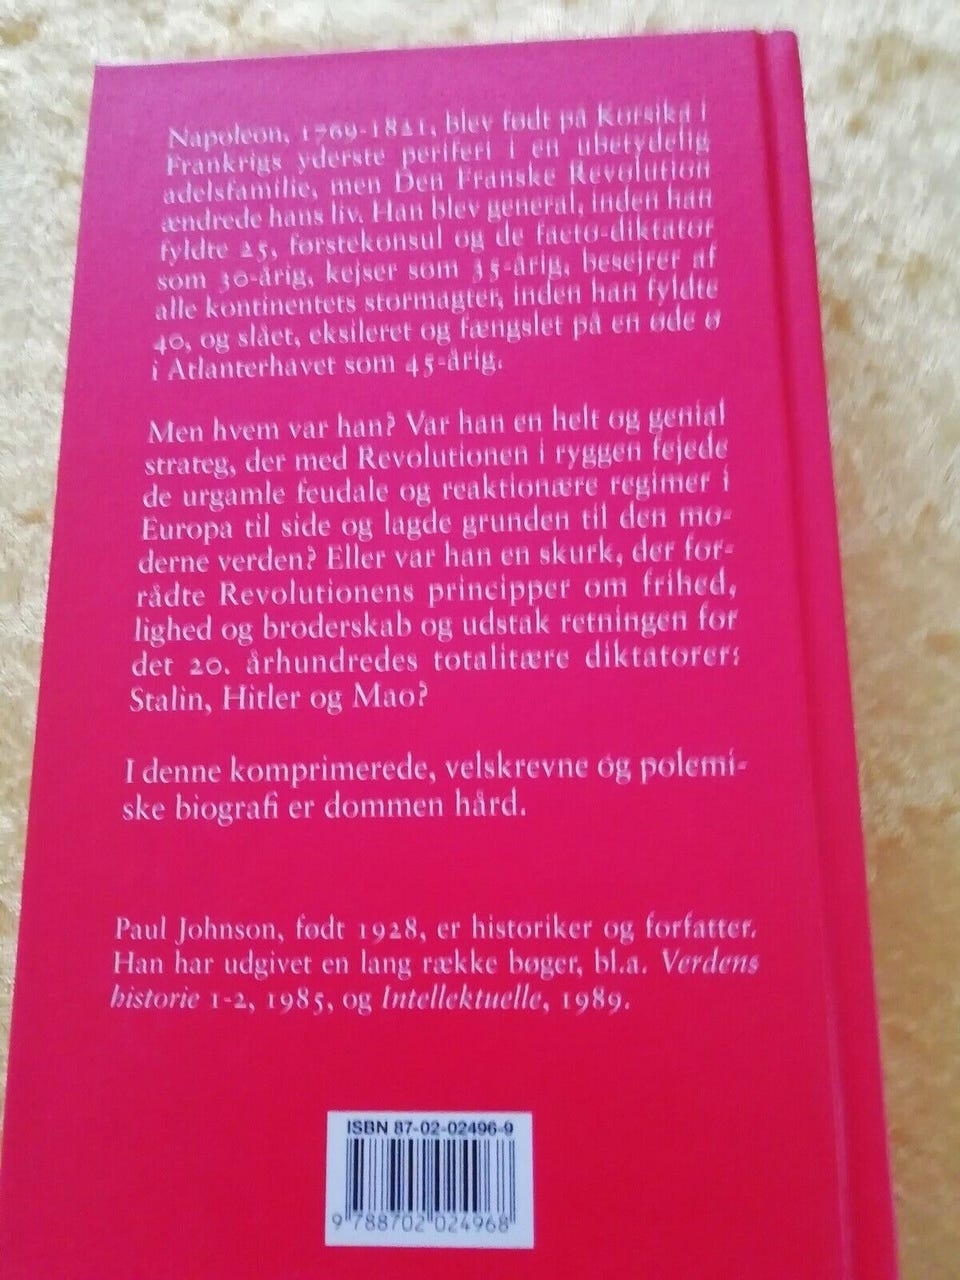 Napoleon, 1769-1821, blev født på Korsika i
Frankrigs yderste periferi i en ubetydelig
adelsfamilie, men Den Franske Revolution
ændrede hans liv. Han blev general, inden han
fyldte 25, førstekonsul og de facto-diktator
som 30-årig, kejser som 35-årig, besejrer af
alle kontinentets stormagter, inden han fyldte
40, og slået, eksileret og fængslet på en øde ø
i Atlanterhavet som 45-årig.
Men hvem var han? Var han en helt og genial
strateg, der med Revolutionen i ryggen fejede
de urgamle feudale og reaktionære regimer i
Europa til side og lagde grunden til den mo-
derne verden? Eller var han en skurk, der for-
rådte Revolutionens principper om frihed,
lighed og broderskab og udstak retningen for
det 20. århundredes totalitære diktatorer:
Stalin, Hitler og Mao?
I denne komprimerede, velskrevne og polemi-
ske biografi er dommen hård.
Paul Johnson, født 1928, er historiker og forfatter.
Han har udgivet en lang række bøger, bl.a. Verdens
historie 1-2, 1985, og Intellektuelle, 1989.
ISBN 87-02-02496-9
9 788702 024968